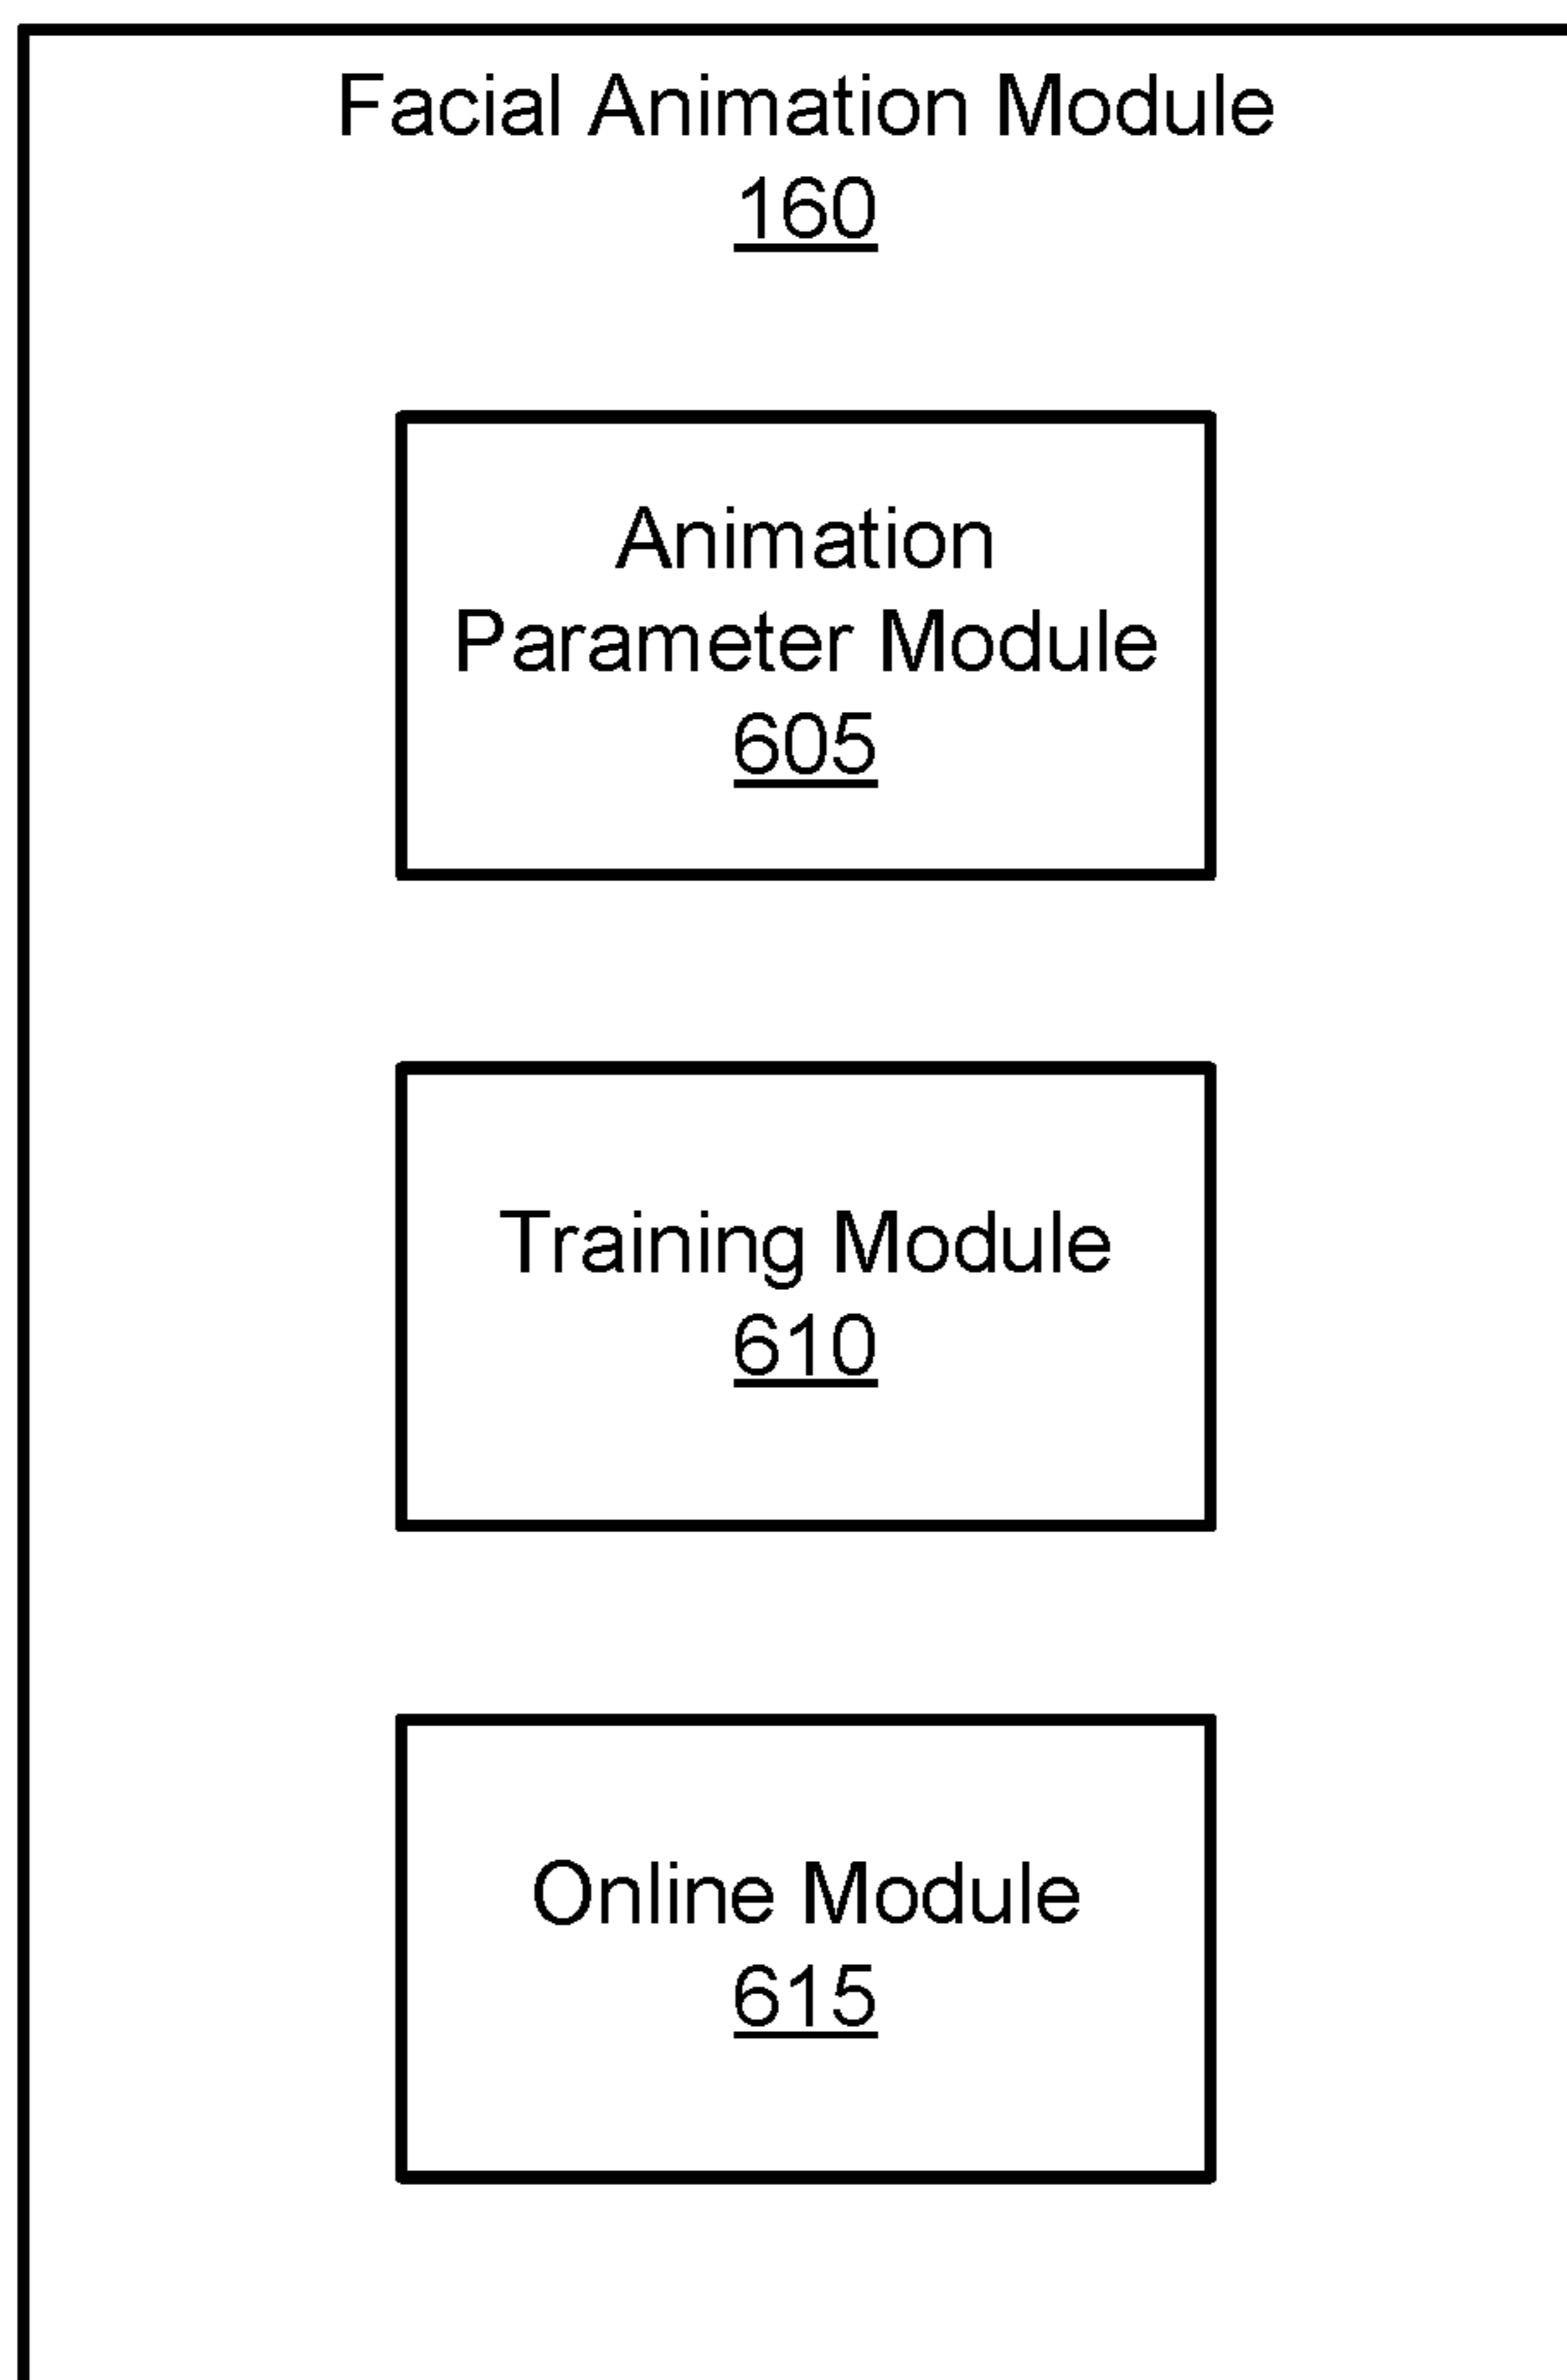 Facial Animation Module
160
Animation
Parameter Module
605
Training Module
610
Online Module
615